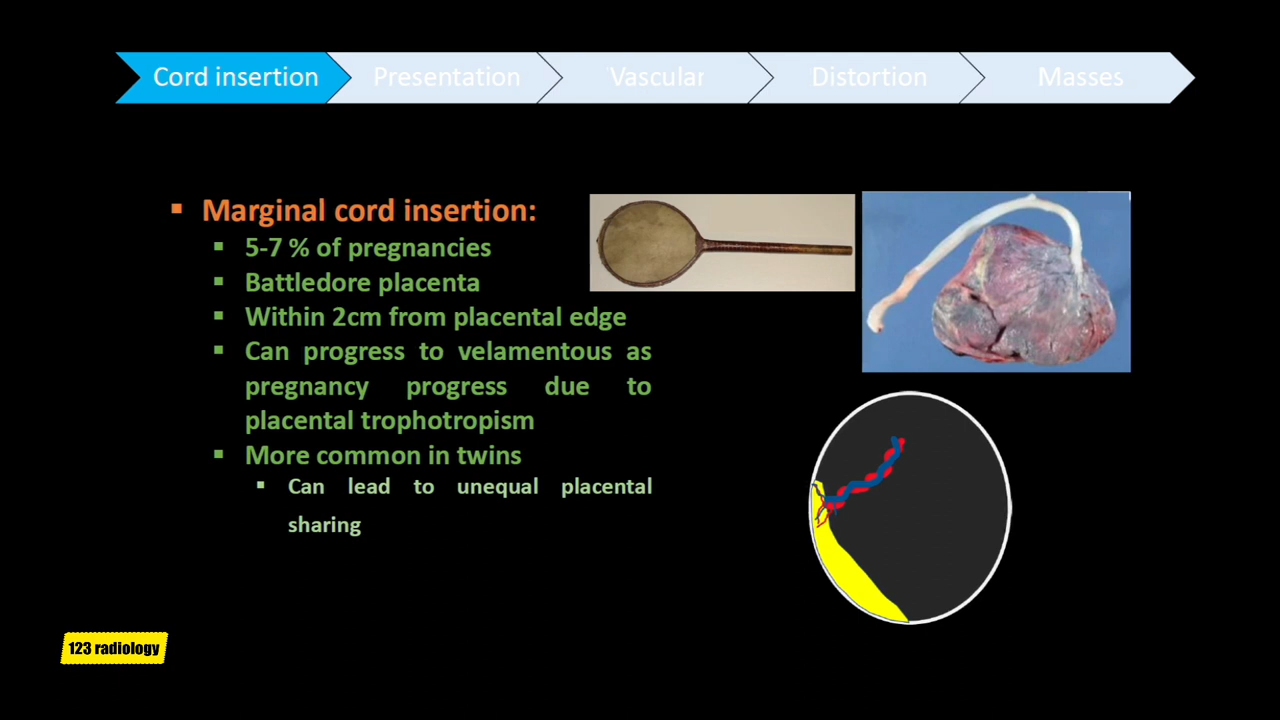 Cord insertion Presentation Vascular Distortion Masses
Marginal cord insertion:
5-7 % of pregnancies
Battledore placenta
Within 2cm from placental edge
Can progress to velamentous as
pregnancy progress due to
placental trophotropism
More common in twins
Can lead to unequal placental
sharing
123 radiology